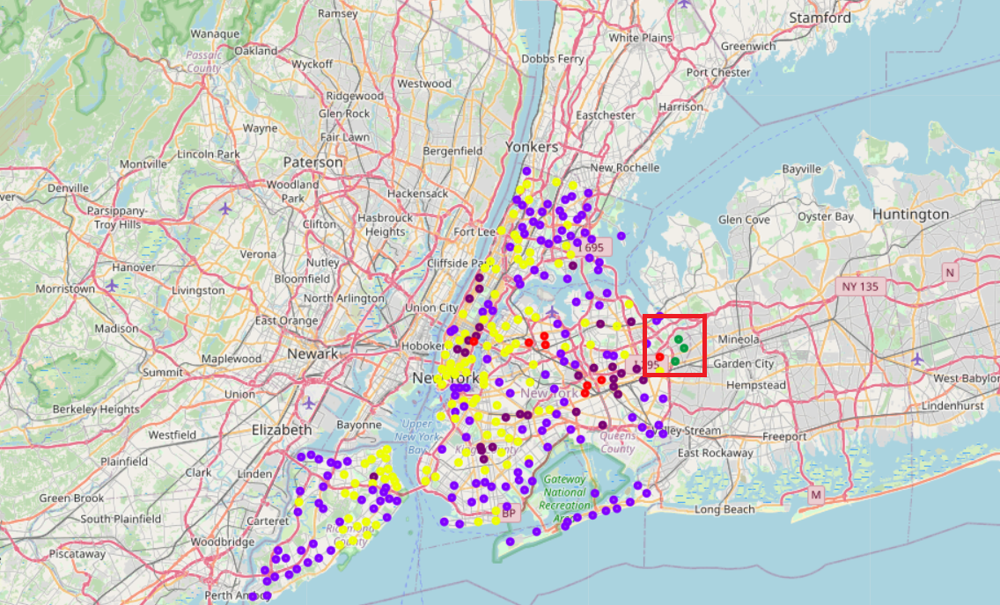 Ramsey
Stamford
Wanaque
Oakland
White Plains
Greenwich
Passaic
County
Wyckoff
Dobbs Ferry
Port Chester
Westwood
Ridgewood
Harrison
Glen Rock
Eastchester
Wayne
Fair Lawn
Yonkers
Lincoln Park
Bergenfield
Montville
Paterson
New Rochelle
Bayville
Denville
Woodland
Park
Hackensack
Parsippany-
Troy Hills
Clifton
Hasbrouck
Heights
Fort Lee
Glen Cove
Oyster Bay
Huntington
I 695
Verona
Nutley
Cliffside Park
Hanover
Bloomfield
N
Morristown
Livingston
North Arlington
NY 135
Union City
East Orange
Madison
Mineola
Hoboken
Maplewood
Newark
Garden City
Summit
New York
West Babylon
Hempstead
Union
New York
Berkeley Heights
Lindenhurst
Elizabeth
Bayonne
Upper
New York
Bay
Westfield
Queens
County
Valley Stream
Freeport
Plainfield
East Rockaway
Clark
Linden
Gateway
National
Recreation
Green Brook
M
South Plainfield
Carteret
BP
Long Beach
Richmond
County
Woodbridge
Piscataway
Perth Amboy